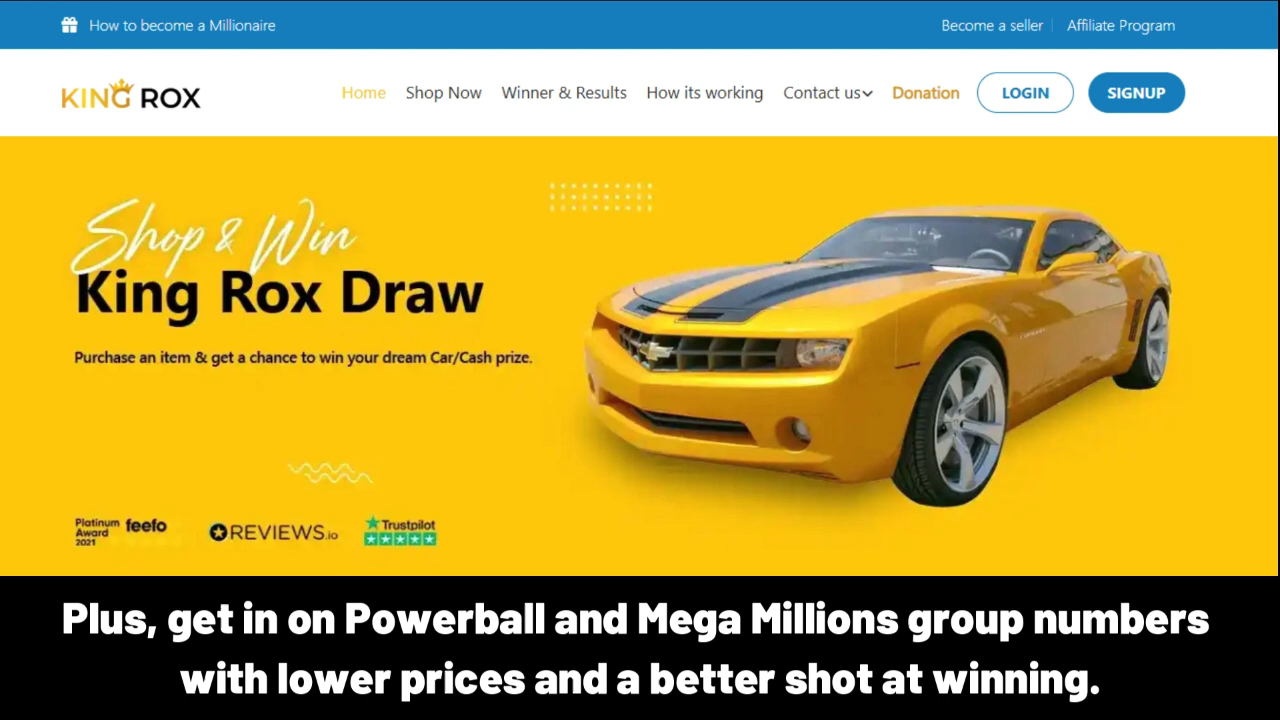 How to become a Millionaire
Become a seller
Affiliate Program
KING ROX
Home
Shop Now
Winner & Results
How its working
Contact us
Donation
LOGIN
SIGNUP
Shop & Win
King Rox Draw
Purchase an item & get a chance to win your dream Car/Cash prize.
Platinum
Award
2021
feefo
REVIEWS.io
Trustpilot
Plus, get in on Powerball and Mega Millions group numbers
with lower prices and a better shot at winning.